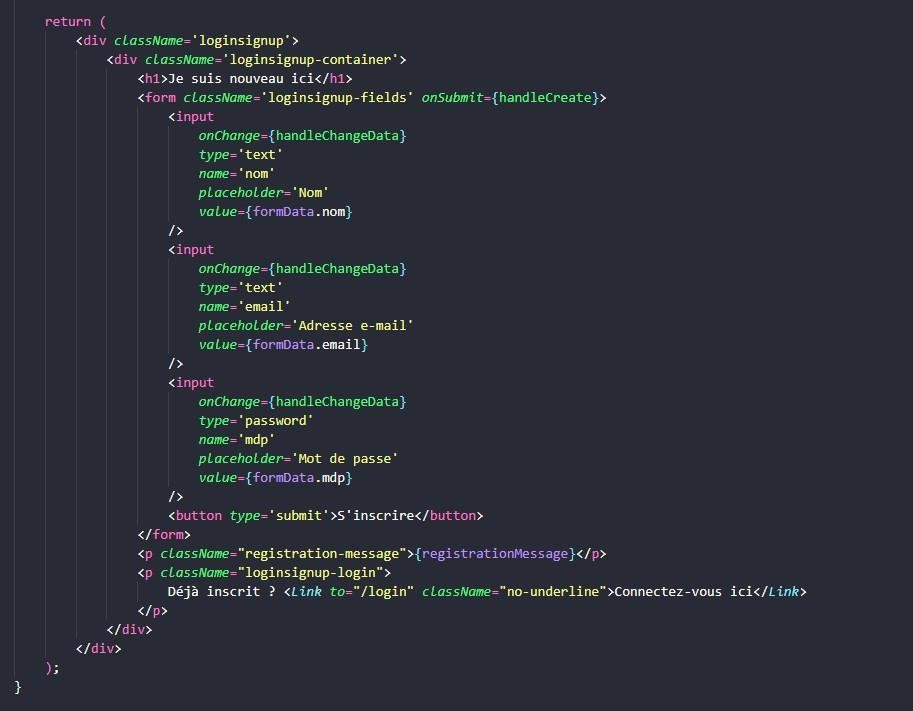 return (
<div className='loginsignup'>
<div className='loginsignup-container'>
<h1>Je suis nouveau ici</h1>
<form className='loginsignup-fields' onSubmit={handleCreate}>
<input
onChange={handleChangeData}
type='text'
name='nom'
placeholder='Nom'
value={formData.nom}
/>
<input
onChange={handleChangeData}
type='text'
name='email'
placeholder='Adresse e-mail'
value={formData.email}
/>
<input
onChange={handleChangeData}
type='password'
name='mdp'
placeholder='Mot de passe'
value={formData.mdp}
/>
<button type='submit'>S'inscrire</button>
</form>
<p className="registration-message">{registrationMessage}</p>
<p className="loginsignup-login">
Déjà inscrit ? <Link to="/login" className="no-underline">Connectez-vous ici</Link>
</p>
</div>
</div>
);
}